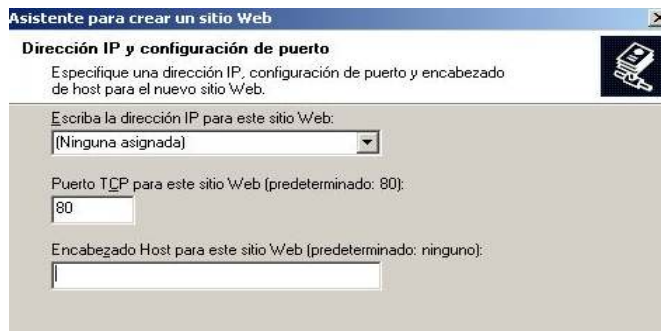 Asistente para crear un sitio Web
Dirección IP y configuración de puerto
Especifique una dirección IP, configuración de puerto y encabezado
de host para el nuevo sitio Web.
Escriba la dirección IP para este sitio Web:
(Ninguna asignada)
Puerto TCP para este sitio Web (predeterminado: 80):
80
Encabezado Host para este sitio Web (predeterminado: ninguno):